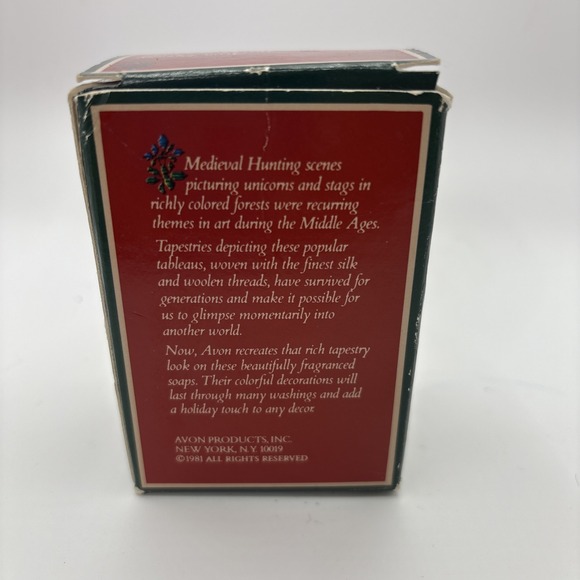 Medieval Hunting scenes
picturing unicorns and stags in
richly colored forests were recurring
themes in art during the Middle Ages.
Tapestries depicting these popular
tableaus, woven with the finest silk
and woolen threads, have survived for
generations and make it possible for
us to glimpse momentarily into
another world.
Now, Avon recreates that rich tapestry
look on these beautifully fragranced
soaps. Their colorful decorations will
last through many washings and add
a holiday touch to any decor.
AVON PRODUCTS, INC.
NEW YORK, N.Y. 10019
©1981 ALL RIGHTS RESERVED